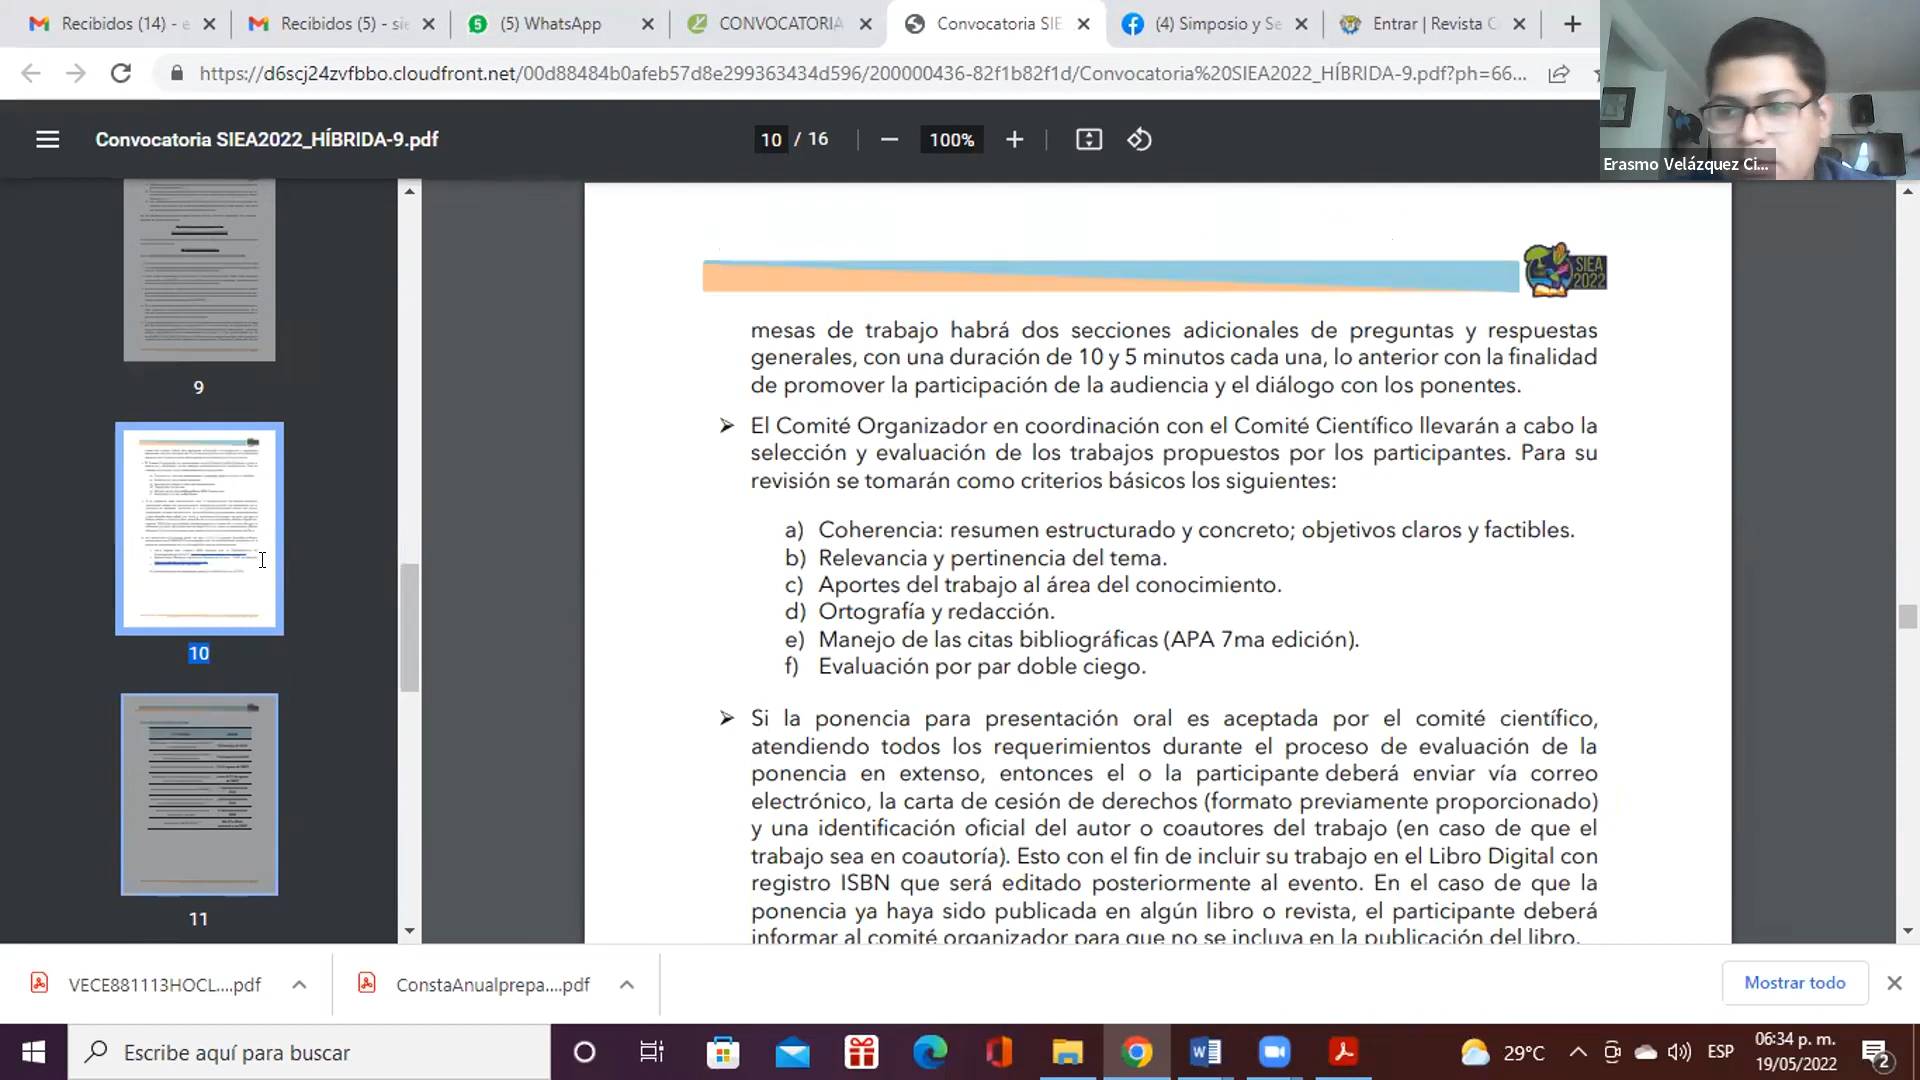 Recibidos (14) - e
Recibidos (5) - sie
(5) WhatsApp
CONVOCATORIA
Convocatoria SIE
(4) Simposio y Se
Entrar | Revista C
https://d6scj24zvfbbo.cloudfront.net/00d88484b0afeb57d8e299363434d596/200000436-82f1b82f1d/Convocatoria%20SIEA2022_HÍBRIDA-9.pdf?ph=66...
Convocatoria SIEA2022_HÍBRIDA-9.pdf
10 / 16
100%
Erasmo Velázquez Ci...
9
10
11
SIEA
2022
mesas de trabajo habrá dos secciones adicionales de preguntas y respuestas
generales, con una duración de 10 y 5 minutos cada una, lo anterior con la finalidad
de promover la participación de la audiencia y el diálogo con los ponentes.
➢ El Comité Organizador en coordinación con el Comité Científico llevarán a cabo la
selección y evaluación de los trabajos propuestos por los participantes. Para su
revisión se tomarán como criterios básicos los siguientes:
a) Coherencia: resumen estructurado y concreto; objetivos claros y factibles.
b) Relevancia y pertinencia del tema.
c) Aportes del trabajo al área del conocimiento.
d) Ortografía y redacción.
e) Manejo de las citas bibliográficas (APA 7ma edición).
f) Evaluación por par doble ciego.
➢ Si la ponencia para presentación oral es aceptada por el comité científico,
atendiendo todos los requerimientos durante el proceso de evaluación de la
ponencia en extenso, entonces el o la participante deberá enviar vía correo
electrónico, la carta de cesión de derechos (formato previamente proporcionado)
y una identificación oficial del autor o coautores del trabajo (en caso de que el
trabajo sea en coautoría). Esto con el fin de incluir su trabajo en el Libro Digital con
registro ISBN que será editado posteriormente al evento. En el caso de que la
ponencia ya haya sido publicada en algún libro o revista, el participante deberá
informar al comité organizador para que no se incluya en la publicación del libro.
VECE881113HOCL....pdf
ConstaAnualprepa....pdf
Mostrar todo
Escribe aquí para buscar
29°C
ESP
06:34 p. m.
19/05/2022
2